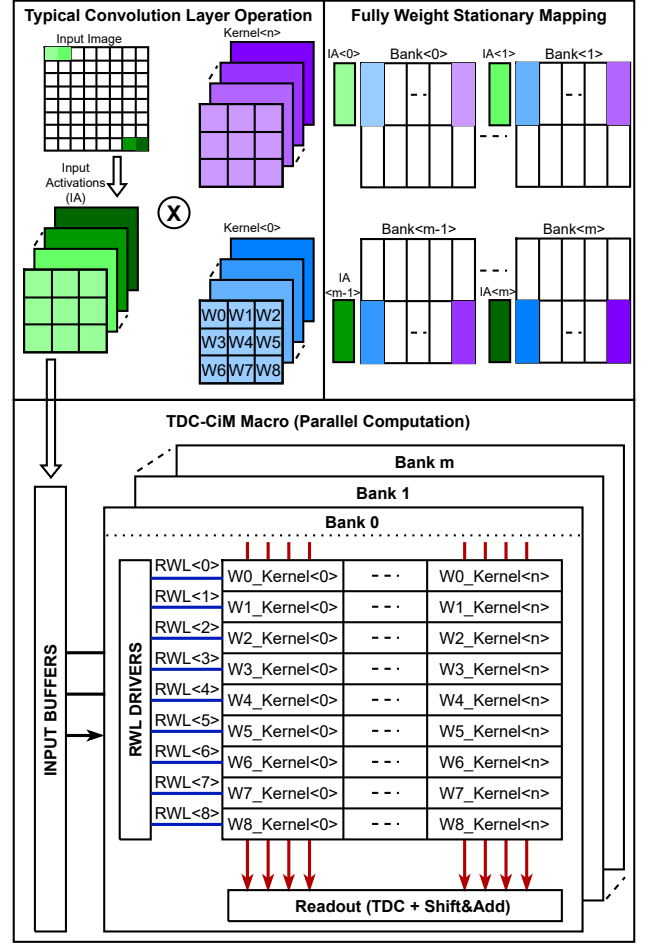 Typical Convolution Layer Operation
Input Image
Kernel<n>
Input
Activations
(IA)
X
Kernel<0>
W0 W1 W2
W3 W4 W5
W6 W7 W8
Fully Weight Stationary Mapping
IA<0>
Bank<0>
IA<1>
Bank<1>
Bank<m-1>
Bank<m>
IA
<m-1>
IA<m>
TDC-CiM Macro (Parallel Computation)
Bank m
Bank 1
Bank 0
INPUT BUFFERS
RWL DRIVERS
RWL<0>
W0_Kernel<0>
W0_Kernel<n>
RWL<1>
W1_Kernel<0>
W1_Kernel<n>
RWL<2>
W2_Kernel<0>
W2_Kernel<n>
RWL<3>
W3_Kernel<0>
W3_Kernel<n>
RWL<4>
W4_Kernel<0>
W4_Kernel<n>
RWL<5>
W5_Kernel<0>
W5_Kernel<n>
RWL<6>
W6_Kernel<0>
W6_Kernel<n>
RWL<7>
W7_Kernel<0>
W7_Kernel<n>
RWL<8>
W8_Kernel<0>
W8_Kernel<n>
Readout (TDC + Shift&Add)